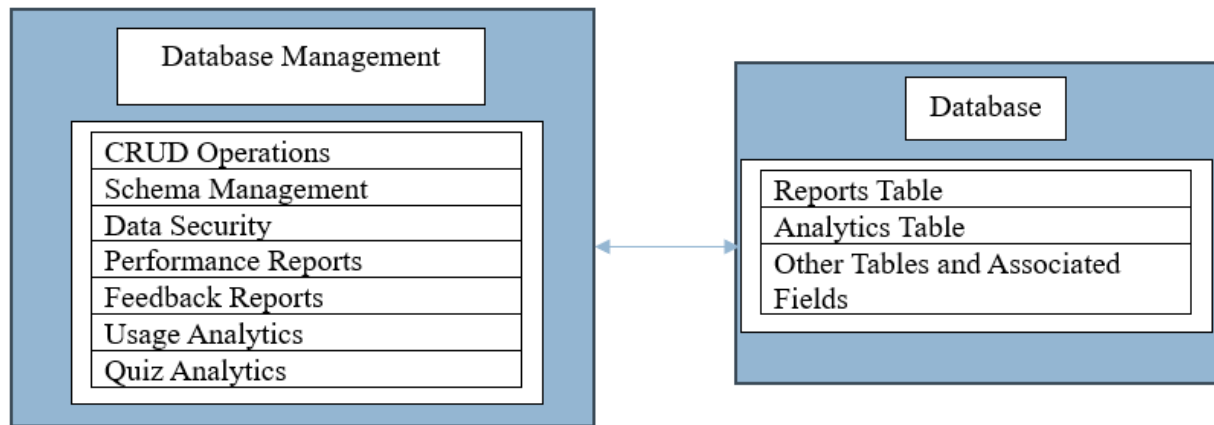 Database Management
CRUD Operations
Schema Management
Data Security
Performance Reports
Feedback Reports
Usage Analytics
Quiz Analytics
Database
Reports Table
Analytics Table
Other Tables and Associated
Fields